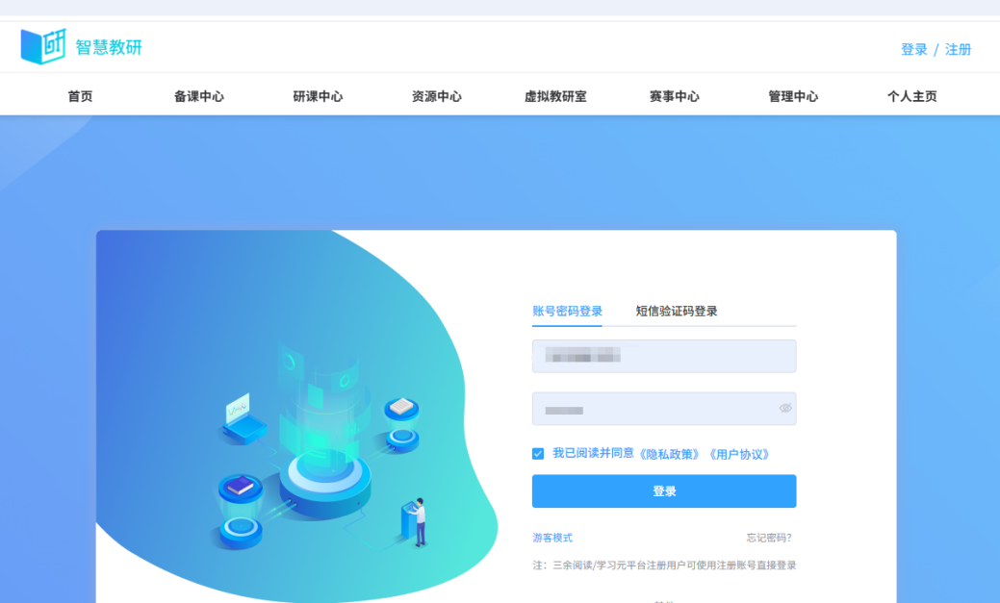 智慧教研
登录 / 注册
首页 备课中心 研课中心 资源中心 虚拟教研室 赛事中心 管理中心 个人主页
账号密码登录 短信验证码登录
我已阅读并同意《隐私政策》《用户协议》
登录
游客模式 忘记密码?
注：三余阅读/学习元平台注册用户可使用注册账号直接登录